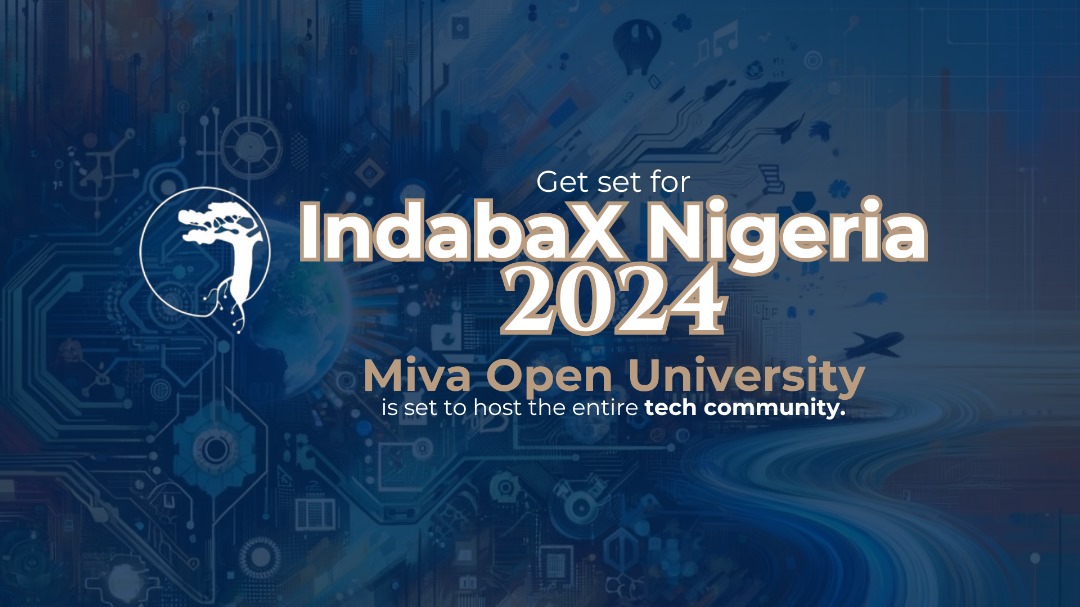 Get set for
IndabaX Nigeria
2024
Miva Open University
is set to host the entire tech community.